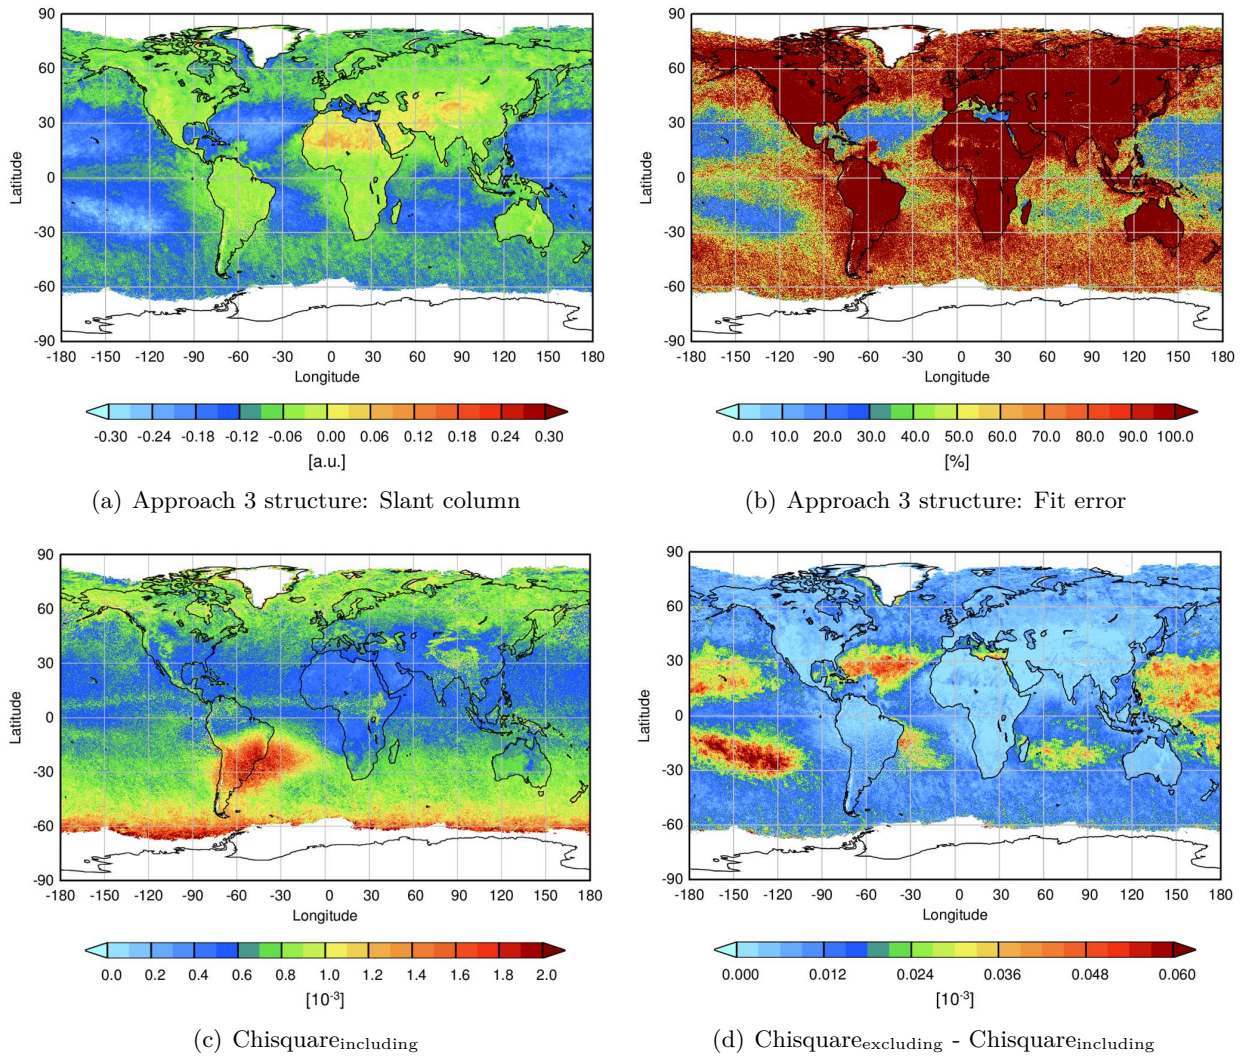 90
60
30
0
-30
-60
-90
Latitude
-180 -150 -120 -90 -60 -30 0 30 60 90 120 150 180
Longitude
-0.30 -0.24 -0.18 -0.12 -0.06 0.00 0.06 0.12 0.18 0.24 0.30
[a.u.]
(a) Approach 3 structure: Slant column
90
60
30
0
-30
-60
-90
Latitude
-180 -150 -120 -90 -60 -30 0 30 60 90 120 150 180
Longitude
0.0 10.0 20.0 30.0 40.0 50.0 60.0 70.0 80.0 90.0 100.0
[%]
(b) Approach 3 structure: Fit error
90
60
30
0
-30
-60
-90
Latitude
-180 -150 -120 -90 -60 -30 0 30 60 90 120 150 180
Longitude
0.0 0.2 0.4 0.6 0.8 1.0 1.2 1.4 1.6 1.8 2.0
[10⁻³]
(c) Chisquareincluding
90
60
30
0
-30
-60
-90
Latitude
-180 -150 -120 -90 -60 -30 0 30 60 90 120 150 180
Longitude
0.000 0.012 0.024 0.036 0.048 0.060
[10⁻³]
(d) Chisquareexcluding - Chisquareincluding